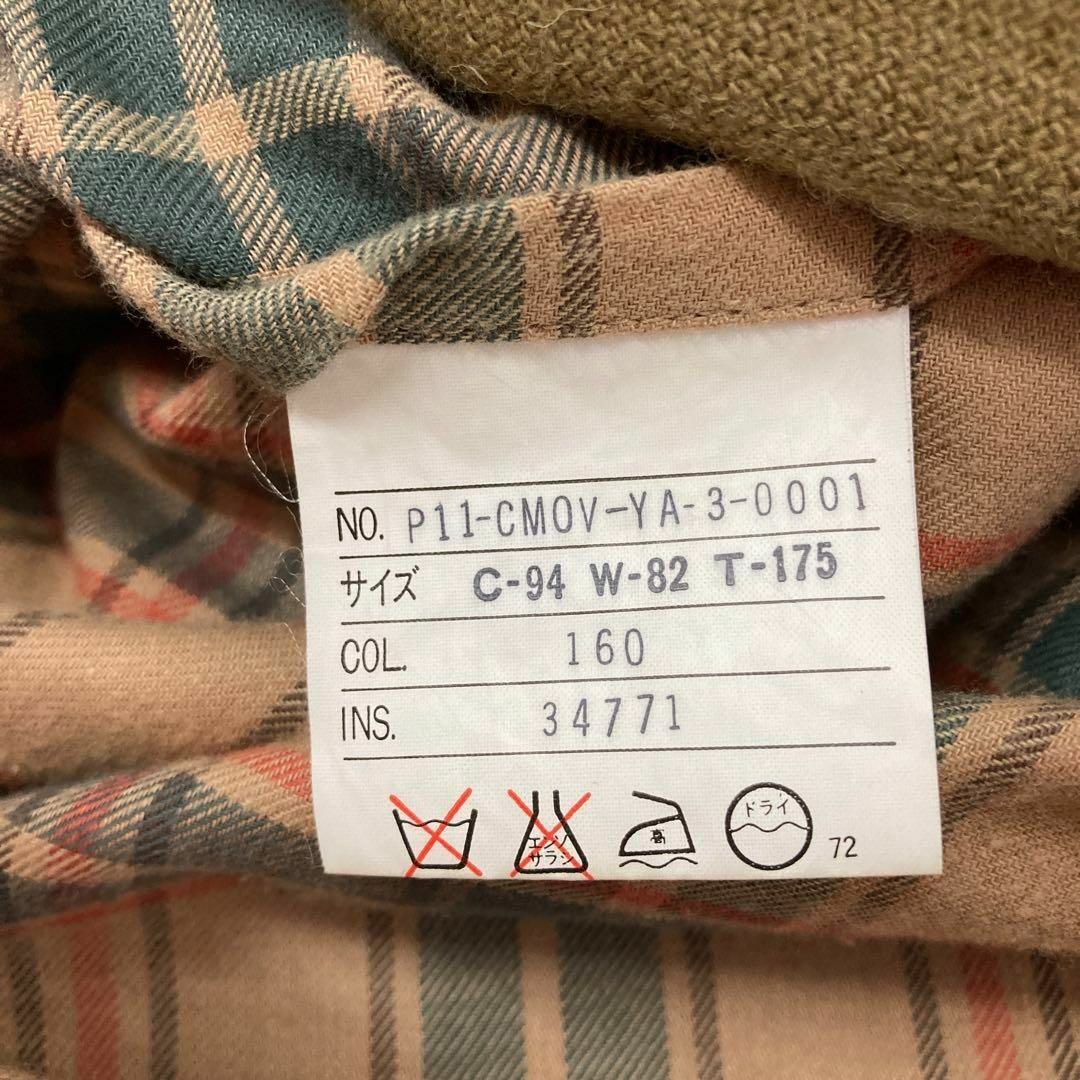 NO. P11-CMOV-YA-3-0001
サイズ C-94 W-82 T-175
COL. 160
INS. 34771
エンソ 高 ドライ
サラシ 72